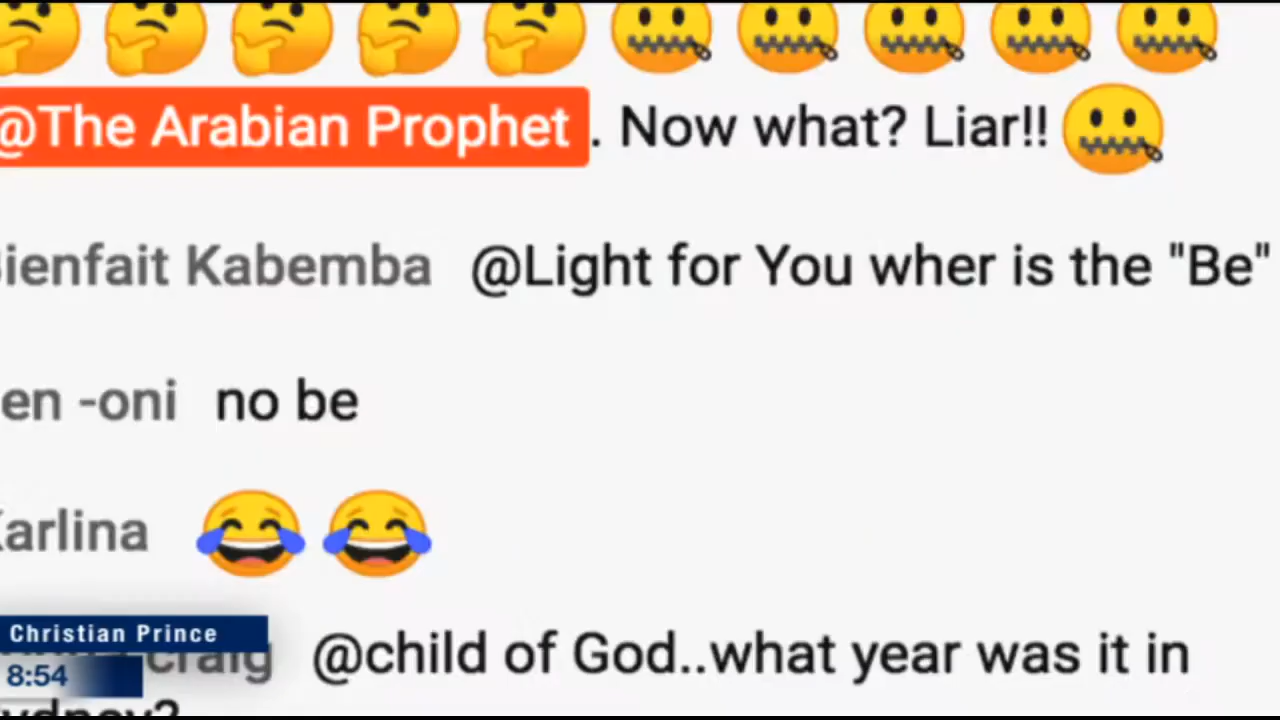 @The Arabian Prophet . Now what? Liar!!
ienfait Kabemba @Light for You wher is the "Be"
en -oni no be
arlina
Christian Prince
craig @child of God..what year was it in
8:54
ydney?